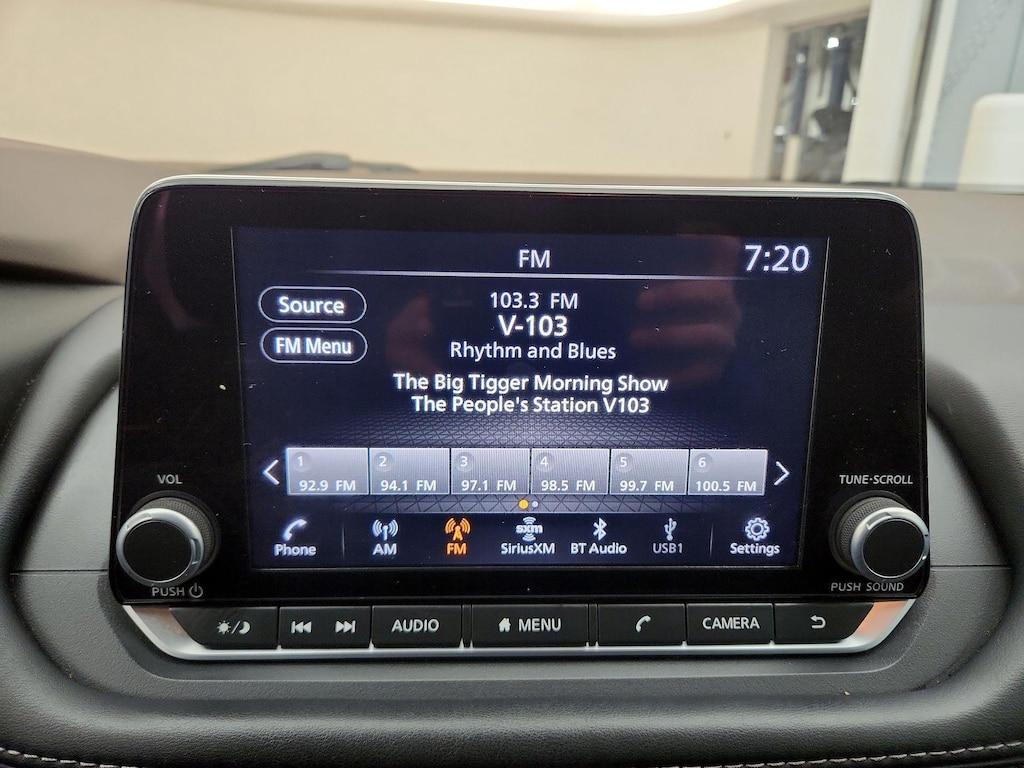 FM
7:20
Source
FM Menu
103.3 FM
V-103
Rhythm and Blues
The Big Tigger Morning Show
The People's Station V103
1
92.9 FM
2
94.1 FM
3
97.1 FM
4
98.5 FM
5
99.7 FM
6
100.5 FM
Phone
AM
FM
sxm
SiriusXM
BT Audio
USB1
Settings
VOL
PUSH
TUNE·SCROLL
PUSH SOUND
AUDIO
MENU
CAMERA